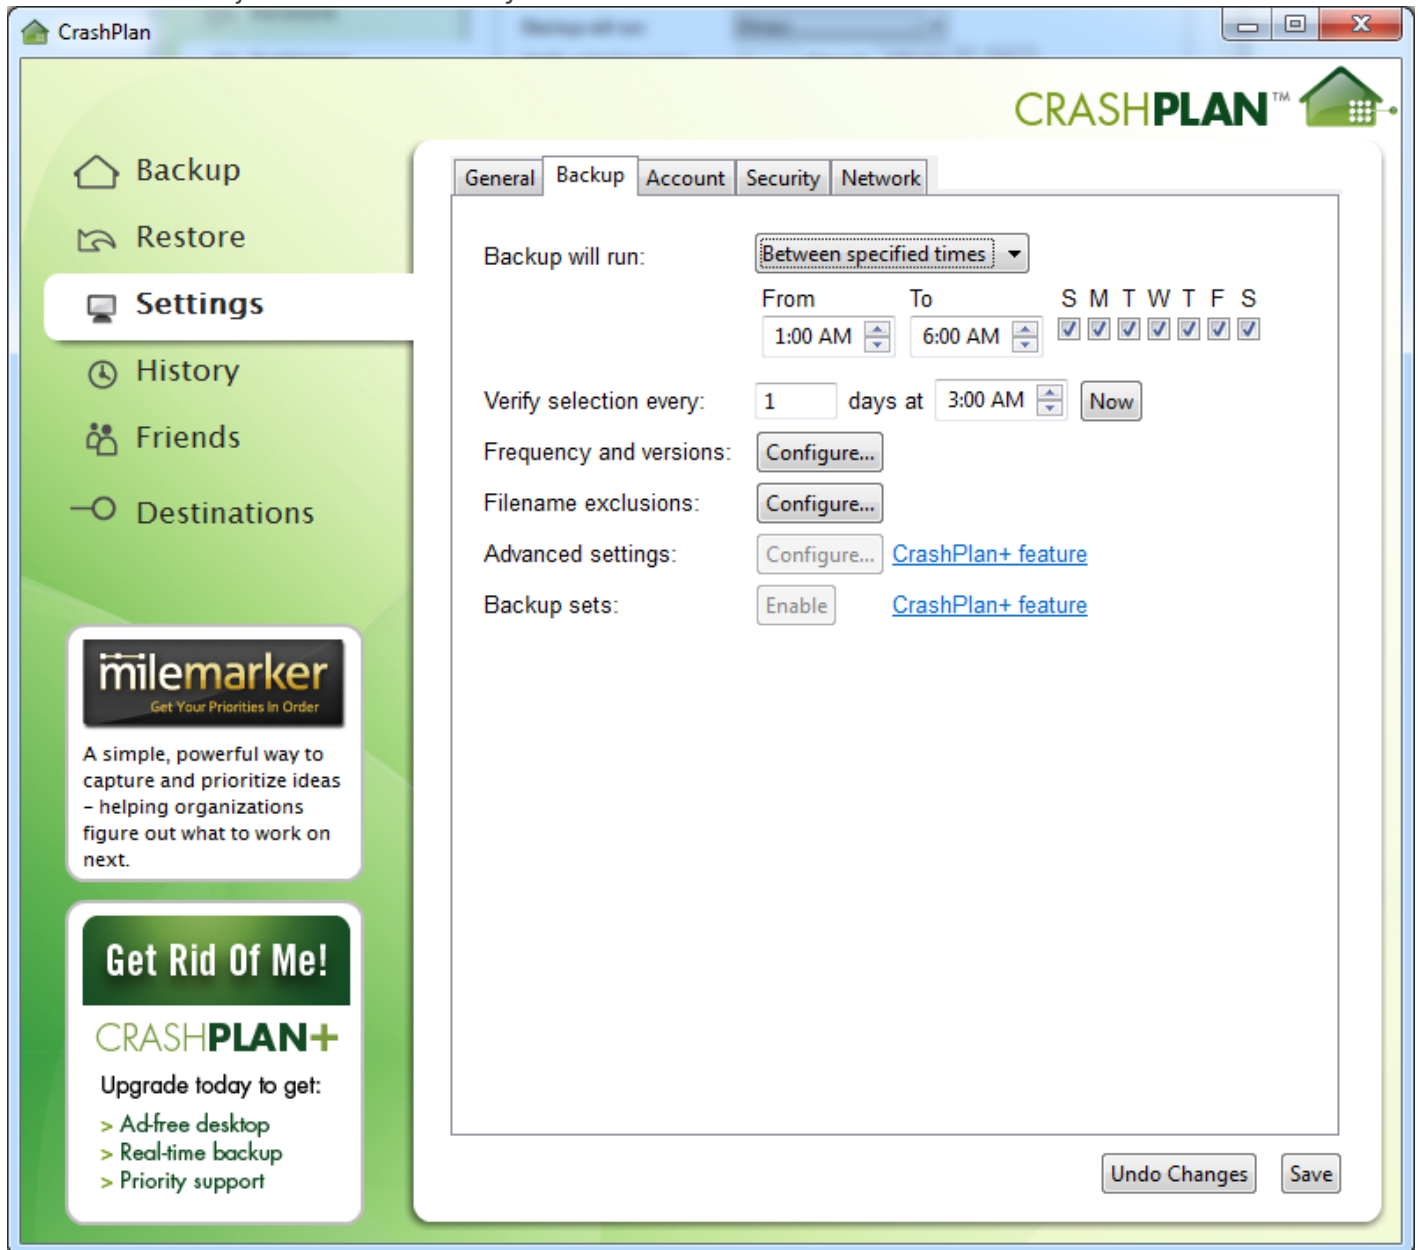 CrashPlan
CRASHPLAN™
Backup
Restore
Settings
History
Friends
Destinations
General Backup Account Security Network
Backup will run: Between specified times
From To S M T W T F S
1:00 AM 6:00 AM
Verify selection every: 1 days at 3:00 AM Now
Frequency and versions: Configure...
Filename exclusions: Configure...
Advanced settings: Configure... CrashPlan+ feature
Backup sets: Enable CrashPlan+ feature
milemarker
Get Your Priorities In Order
A simple, powerful way to
capture and prioritize ideas
– helping organizations
figure out what to work on
next.
Get Rid Of Me!
CRASHPLAN+
Upgrade today to get:
> Ad-free desktop
> Real-time backup
> Priority support
Undo Changes Save